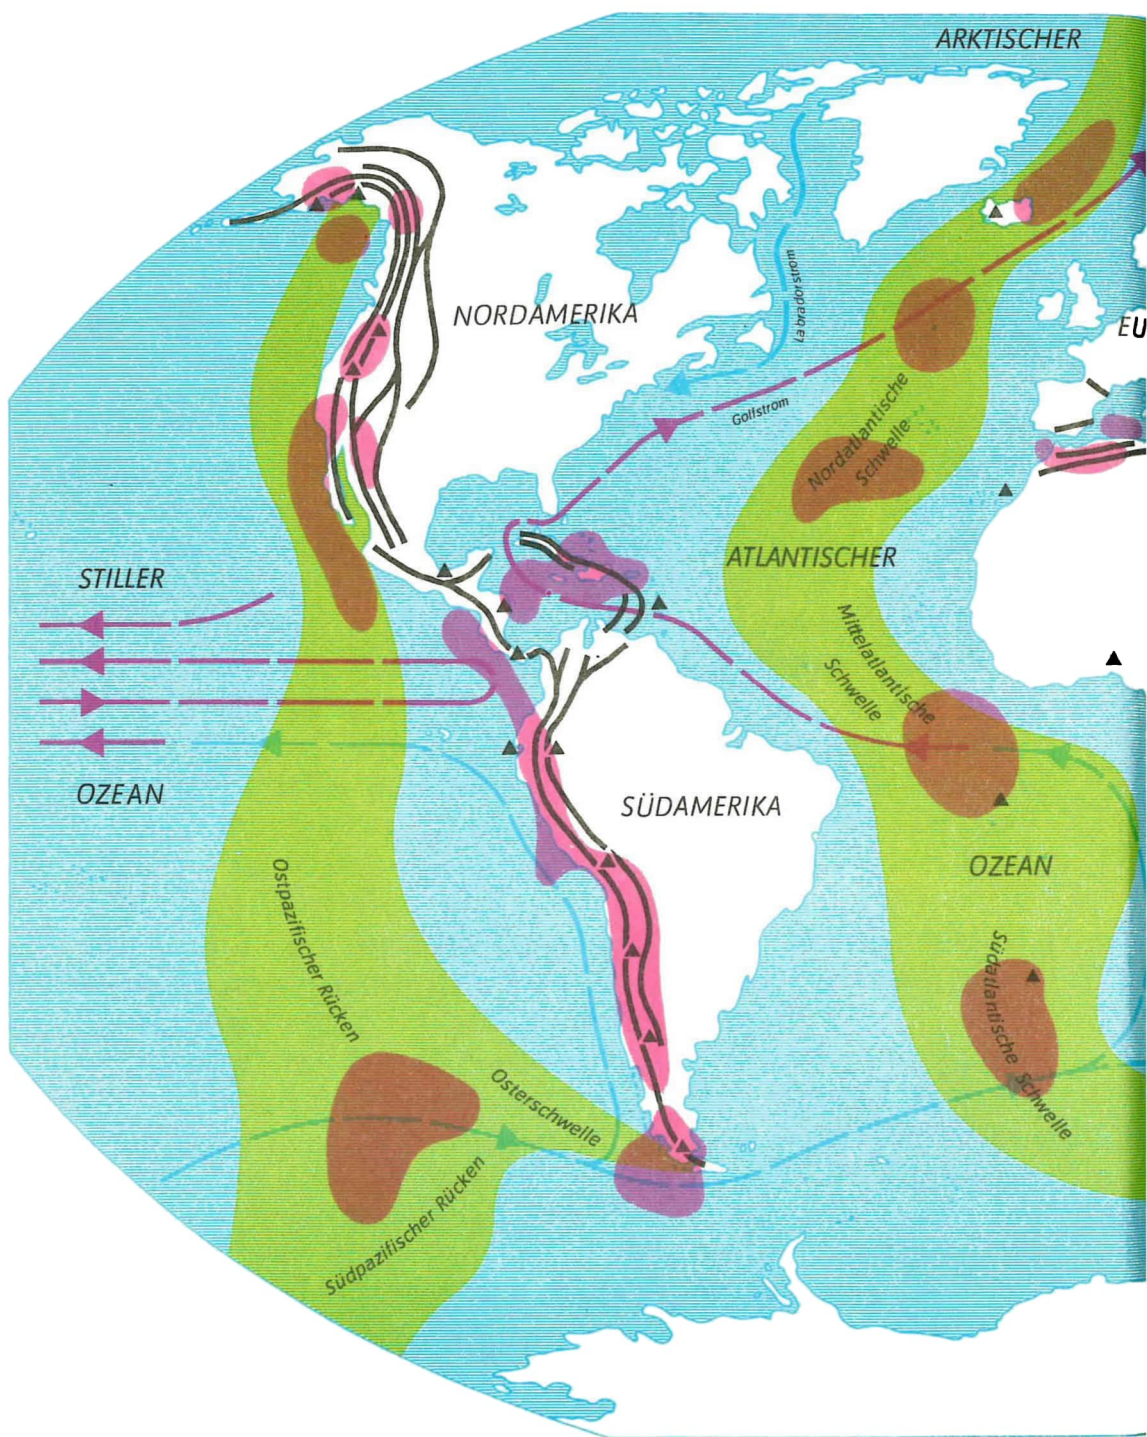 ARKTISCHER
NORDAMERIKA
EU
Labradorstrom
Golfstrom
Nordatlantische
Schwelle
STILLER
ATLANTISCHER
Mittelatlantische
Schwelle
OZEAN
SÜDAMERIKA
OZEAN
Ostpazifischer Rücken
Südatlantische Schwelle
Osterschwelle
Südpazifischer Rücken